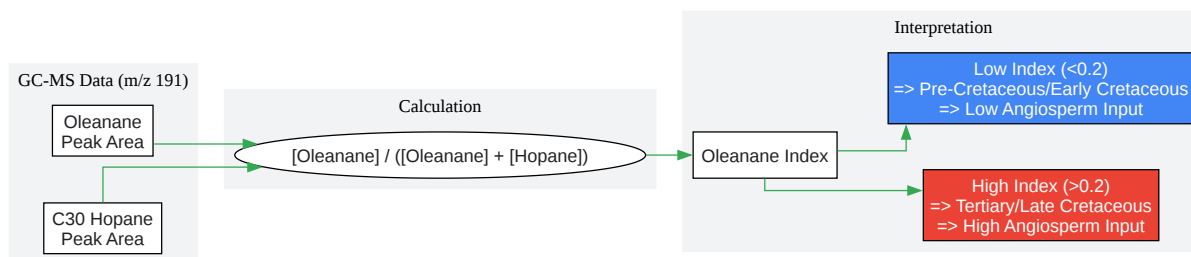 GC-MS Data (m/z 191)
Oleanane
Peak Area
C30 Hopane
Peak Area
Calculation
[Oleanane] / ([Oleanane] + [Hopane])
Interpretation
Oleanane Index
Low Index (<0.2)
=> Pre-Cretaceous/Early Cretaceous
=> Low Angiosperm Input
High Index (>0.2)
=> Tertiary/Late Cretaceous
=> High Angiosperm Input